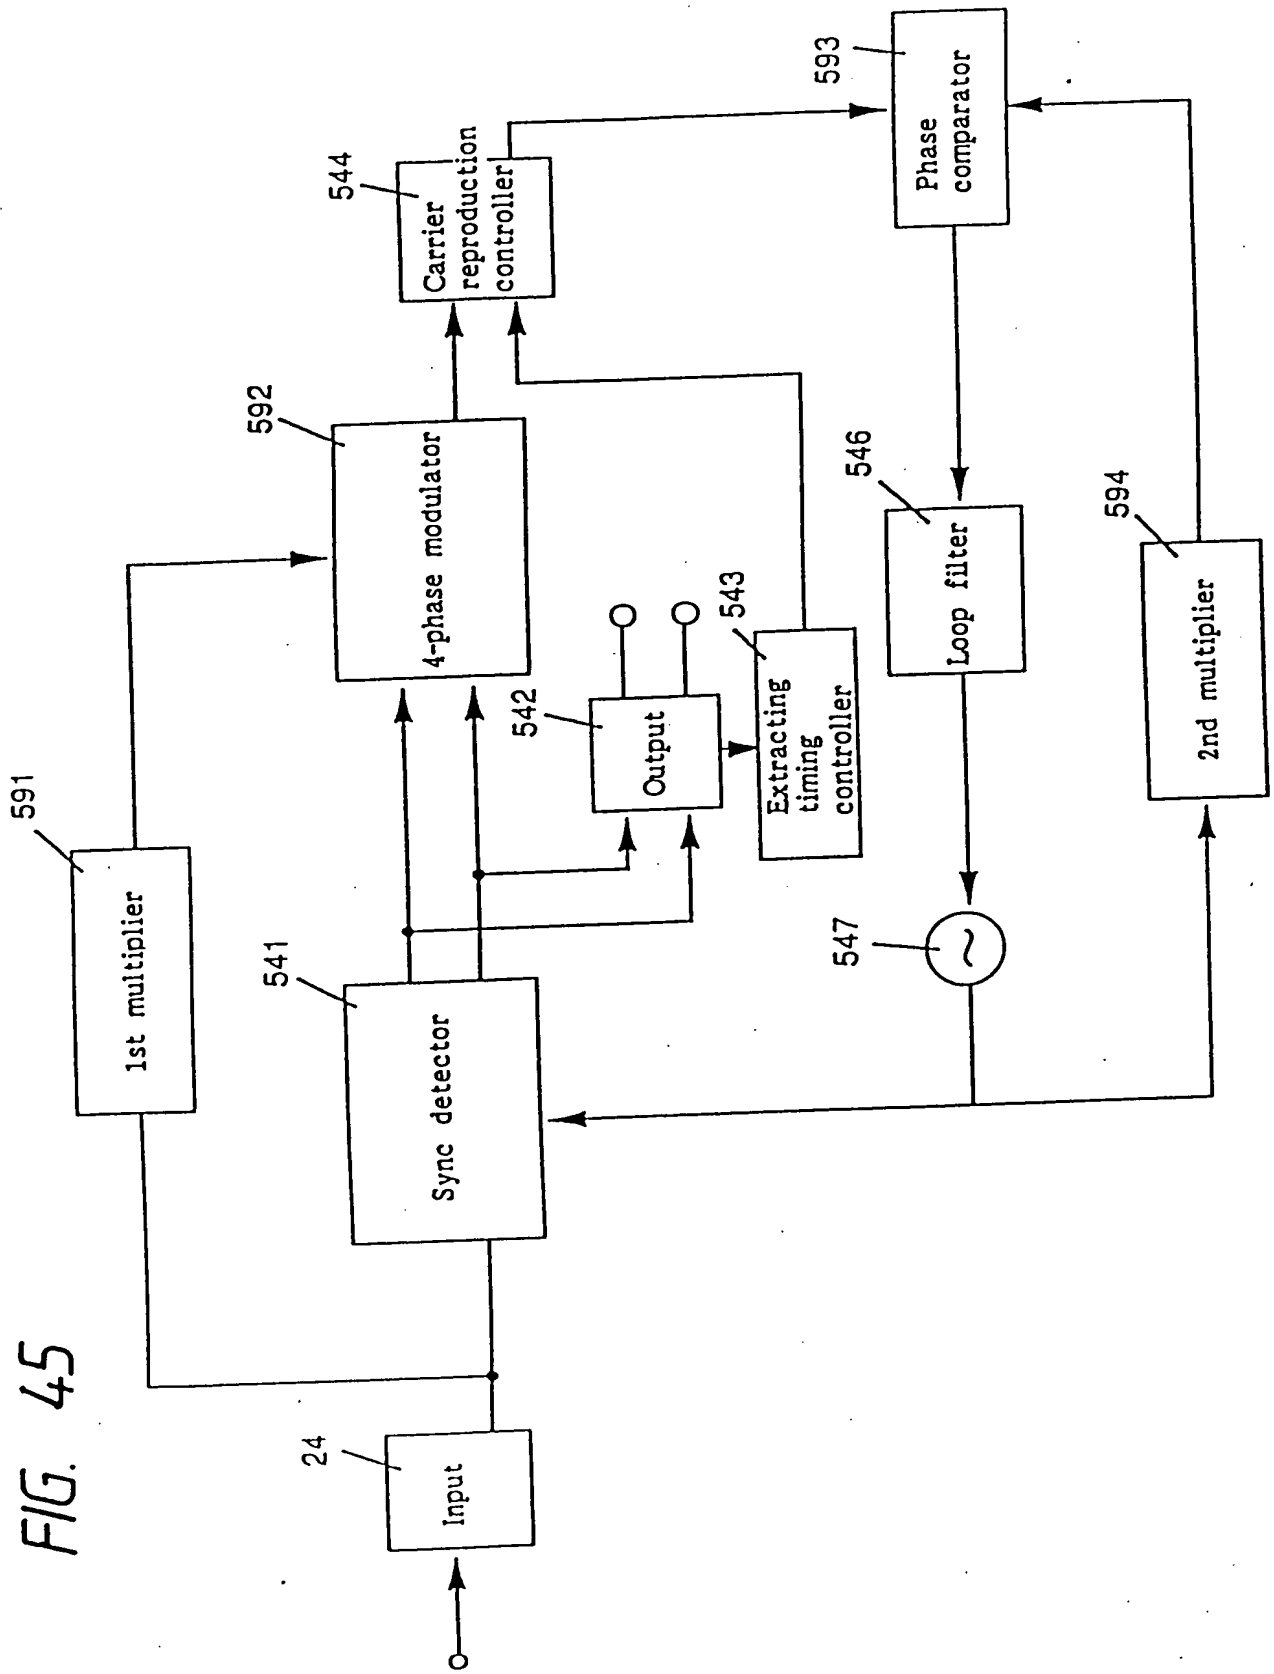 FIG. 45
591
1st multiplier
592
4-phase modulator
544
Carrier
reproduction
controller
24
Input
541
Sync detector
542
Output
543
Extracting
timing
controller
593
Phase
comparator
546
Loop filter
547
~
594
2nd multiplier